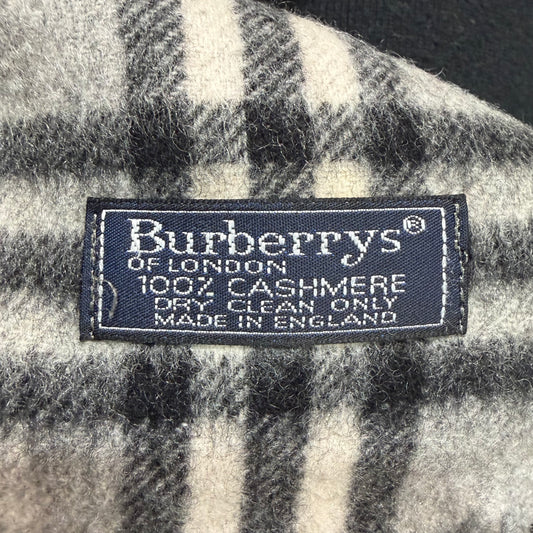 Burberrys®
OF LONDON
100% CASHMERE
DRY CLEAN ONLY
MADE IN ENGLAND